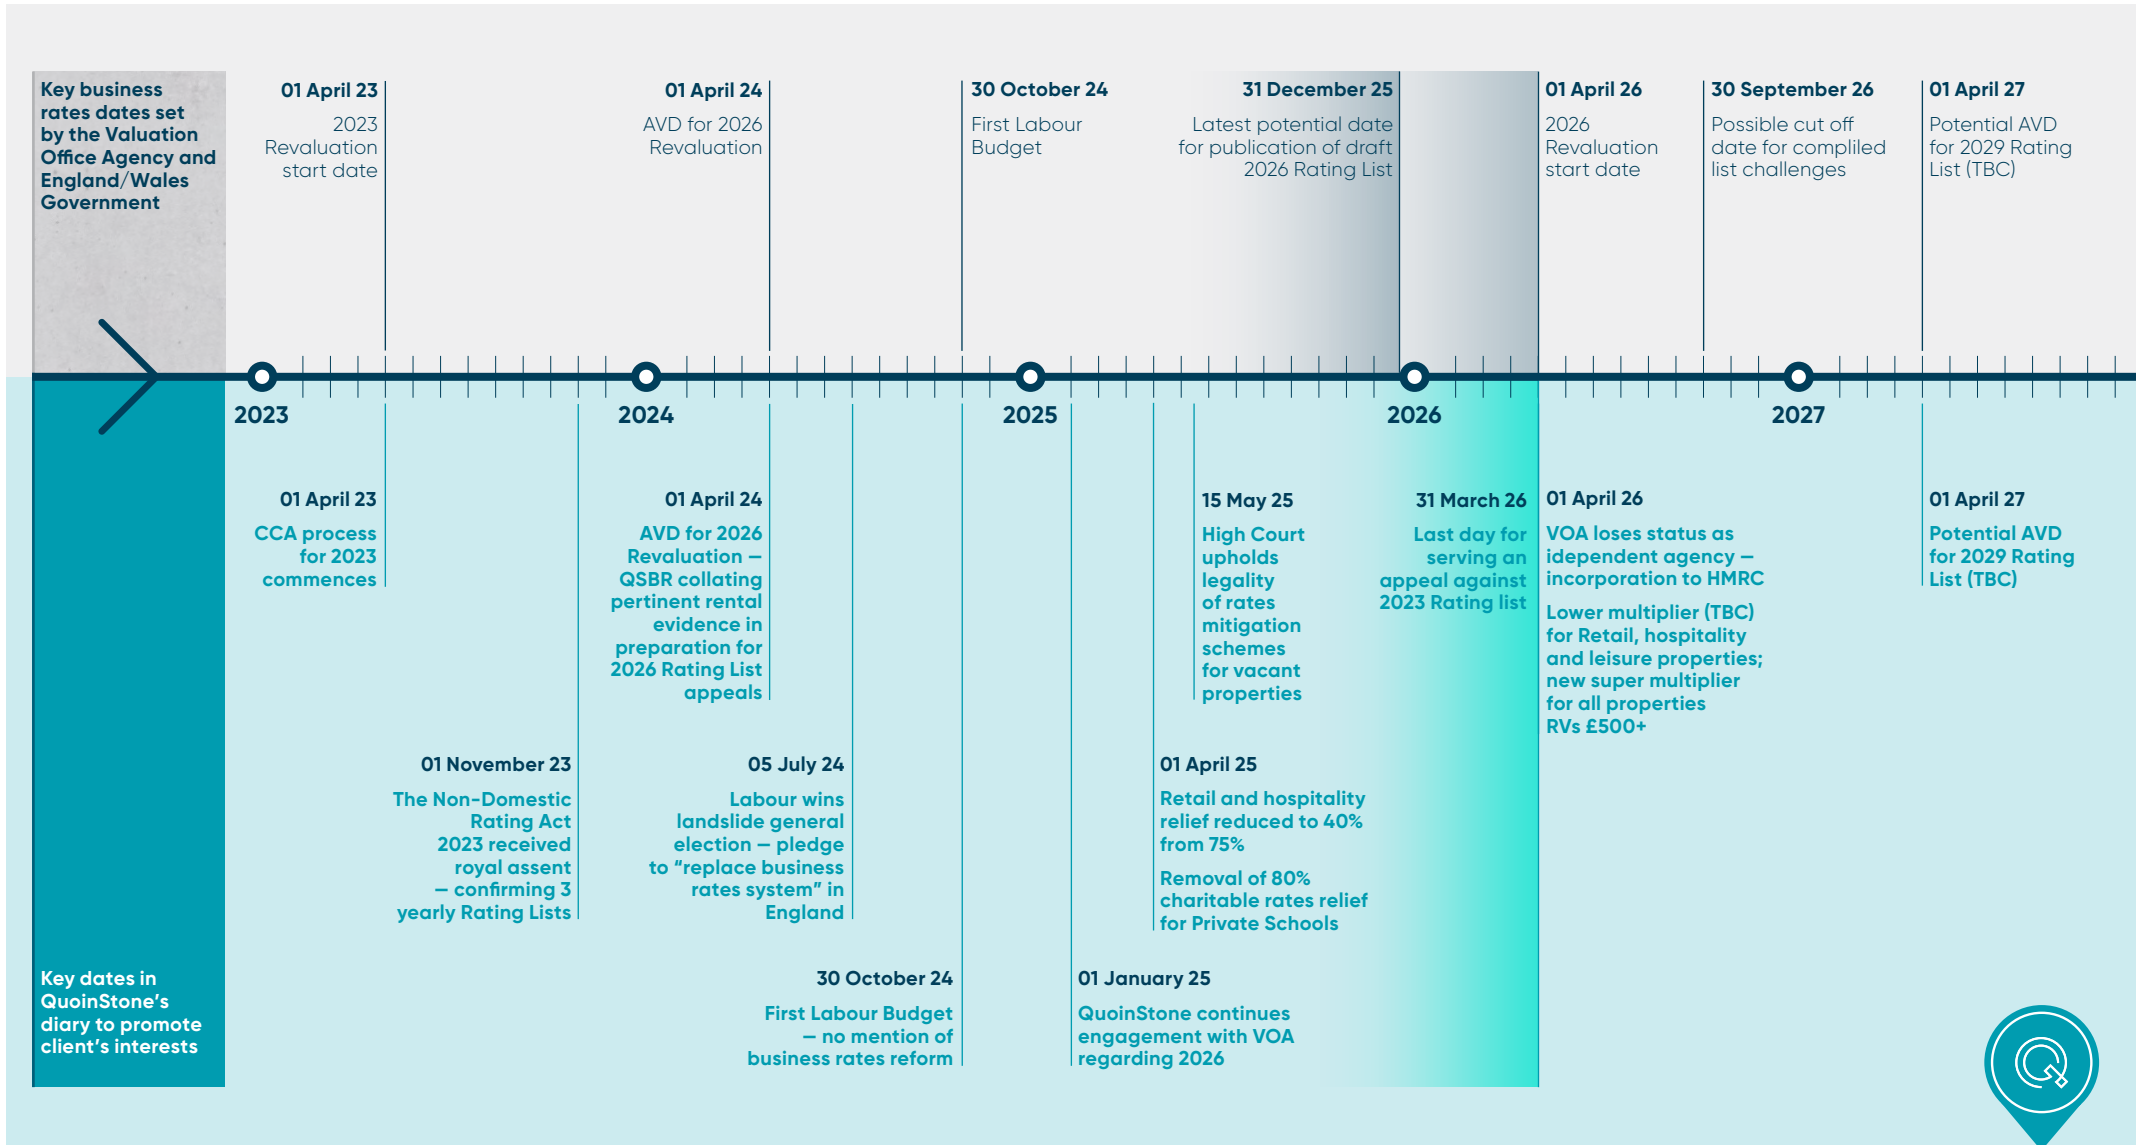 Key business
rates dates set
by the Valuation
Office Agency and
England/Wales
Government
01 April 23
2023
Revaluation
start date
01 April 24
AVD for 2026
Revaluation
30 October 24
First Labour
Budget
31 December 25
Latest potential date
for publication of draft
2026 Rating List
01 April 26
2026
Revaluation
start date
30 September 26
Possible cut off
date for compliled
list challenges
01 April 27
Potential AVD
for 2029 Rating
List (TBC)
2023
2024
2025
2026
2027
01 April 23
CCA process
for 2023
commences
01 April 24
AVD for 2026
Revaluation –
QSBR collating
pertinent rental
evidence in
preparation for
2026 Rating List
appeals
15 May 25
High Court
upholds
legality
of rates
mitigation
schemes
for vacant
properties
31 March 26
Last day for
serving an
appeal against
2023 Rating list
01 April 26
VOA loses status as
idependent agency –
incorporation to HMRC
Lower multiplier (TBC)
for Retail, hospitality
and leisure properties;
new super multiplier
for all properties
RVs £500+
01 April 27
Potential AVD
for 2029 Rating
List (TBC)
01 November 23
The Non-Domestic
Rating Act
2023 received
royal assent
– confirming 3
yearly Rating Lists
05 July 24
Labour wins
landslide general
election – pledge
to “replace business
rates system” in
England
01 April 25
Retail and hospitality
relief reduced to 40%
from 75%
Removal of 80%
charitable rates relief
for Private Schools
30 October 24
First Labour Budget
– no mention of
business rates reform
01 January 25
QuoinStone continues
engagement with VOA
regarding 2026
Key dates in
QuoinStone’s
diary to promote
client’s interests
Q